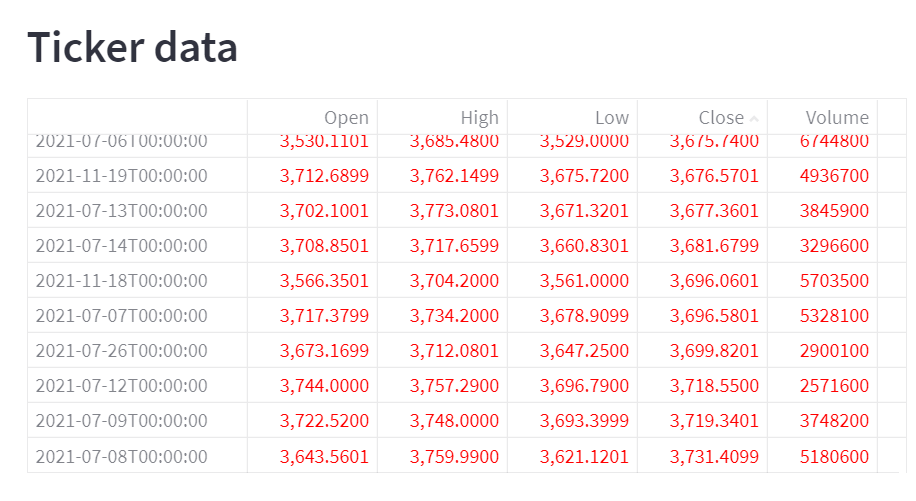 Ticker data
Open High Low Close Volume
2021-07-06T00:00:00 3,530.1101 3,685.4800 3,529.0000 3,675.7400 6744800
2021-11-19T00:00:00 3,712.6899 3,762.1499 3,675.7200 3,676.5701 4936700
2021-07-13T00:00:00 3,702.1001 3,773.0801 3,671.3201 3,677.3601 3845900
2021-07-14T00:00:00 3,708.8501 3,717.6599 3,660.8301 3,681.6799 3296600
2021-11-18T00:00:00 3,566.3501 3,704.2000 3,561.0000 3,696.0601 5703500
2021-07-07T00:00:00 3,717.3799 3,734.2000 3,678.9099 3,696.5801 5328100
2021-07-26T00:00:00 3,673.1699 3,712.0801 3,647.2500 3,699.8201 2900100
2021-07-12T00:00:00 3,744.0000 3,757.2900 3,696.7900 3,718.5500 2571600
2021-07-09T00:00:00 3,722.5200 3,748.0000 3,693.3999 3,719.3401 3748200
2021-07-08T00:00:00 3,643.5601 3,759.9900 3,621.1201 3,731.4099 5180600